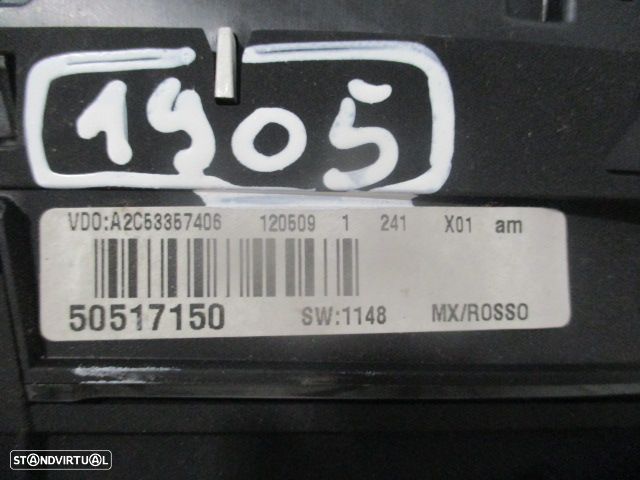 1905
VDO:A2C53357406 120509 1 241 X01 am
50517150 SW:1148 MX/ROSSO
STANDVIRTUAL